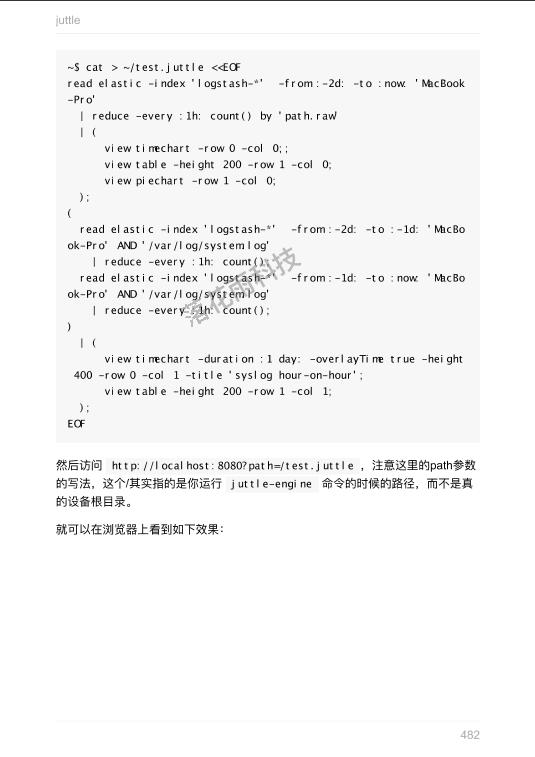 juttle
~$ cat > ~/test.juttle <<EOF
read elastic -index 'logstash-*' -from :-2d: -to :now: 'MacBook
-Pro'
| reduce -every :1h: count() by 'path.raw'
| (
view timechart -row 0 -col 0;;
view table -height 200 -row 1 -col 0;
view piechart -row 1 -col 0;
);
(
read elastic -index 'logstash-*' -from :-2d: -to :-1d: 'MacBo
ok-Pro' AND '/var/log/system.log'
| reduce -every :1h: count();
read elastic -index 'logstash-*' -from :-1d: -to :now: 'MacBo
ok-Pro' AND '/var/log/system.log'
| reduce -every :1h: count();
)
| (
view timechart -duration :1 day: -overlayTime true -height
400 -row 0 -col 1 -title 'syslog hour-on-hour';
view table -height 200 -row 1 -col 1;
);
EOF
落花雨科技
然后访问 http://localhost:8080?path=/test.juttle ，注意这里的path参数
的写法，这个/其实指的是你运行 juttle-engine 命令的时候的路径，而不是真
的设备根目录。
就可以在浏览器上看到如下效果：
482